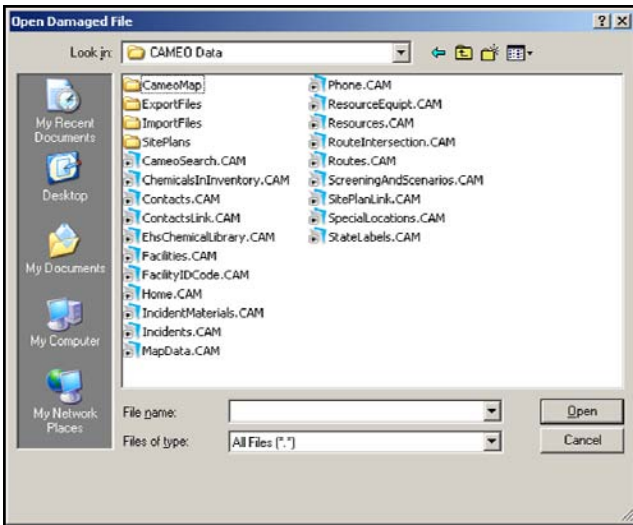 Open Damaged File
Look in: CAMEO Data
My Recent
Documents
Desktop
My Documents
My Computer
My Network
Places
CameoMap
ExportFiles
ImportFiles
SitePlans
CameoSearch.CAM
ChemicalsInInventory.CAM
Contacts.CAM
ContactsLink.CAM
EhsChemicalLibrary.CAM
Facilities.CAM
FacilityIDCode.CAM
Home.CAM
IncidentMaterials.CAM
Incidents.CAM
MapData.CAM
Phone.CAM
ResourceEquipt.CAM
Resources.CAM
RouteIntersection.CAM
Routes.CAM
ScreeningAndScenarios.CAM
SitePlanLink.CAM
SpecialLocations.CAM
StateLabels.CAM
File name:
Open
Files of type: All Files (*.*)
Cancel